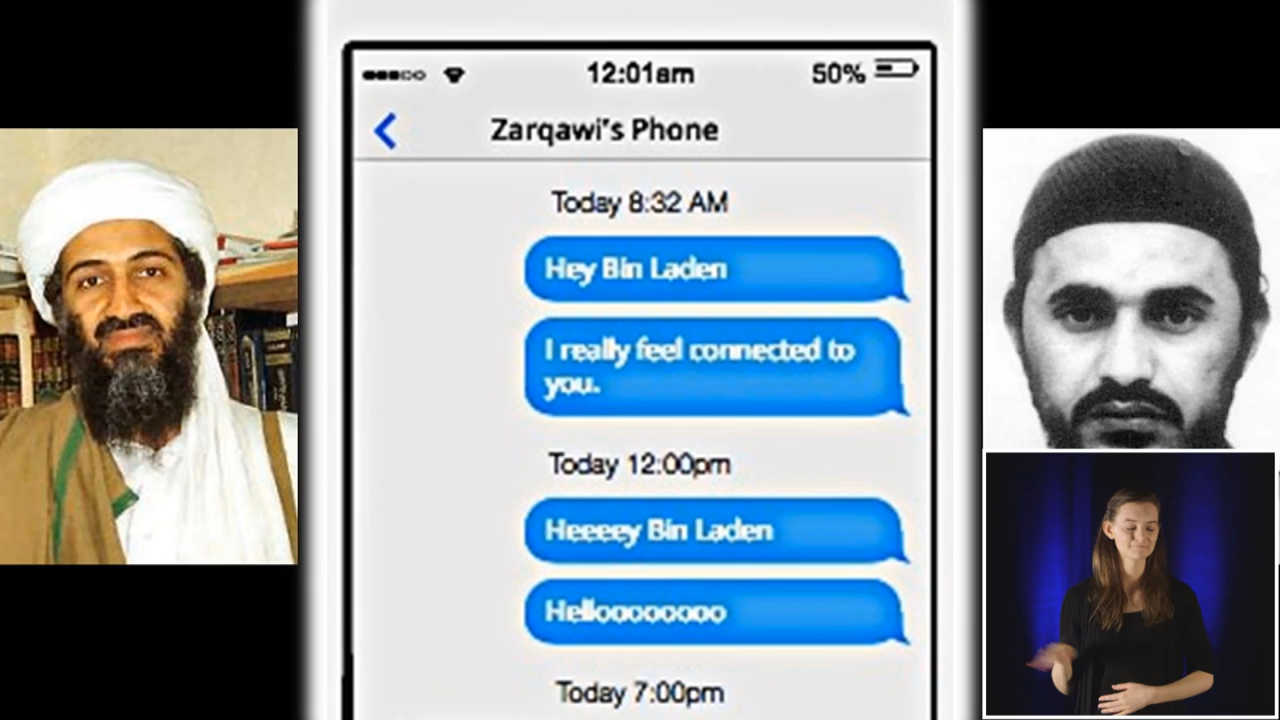 12:01am 50%
Zarqawi's Phone
Today 8:32 AM
Hey Bin Laden
I really feel connected to
you.
Today 12:00pm
Heeeey Bin Laden
Helloooooooo
Today 7:00pm